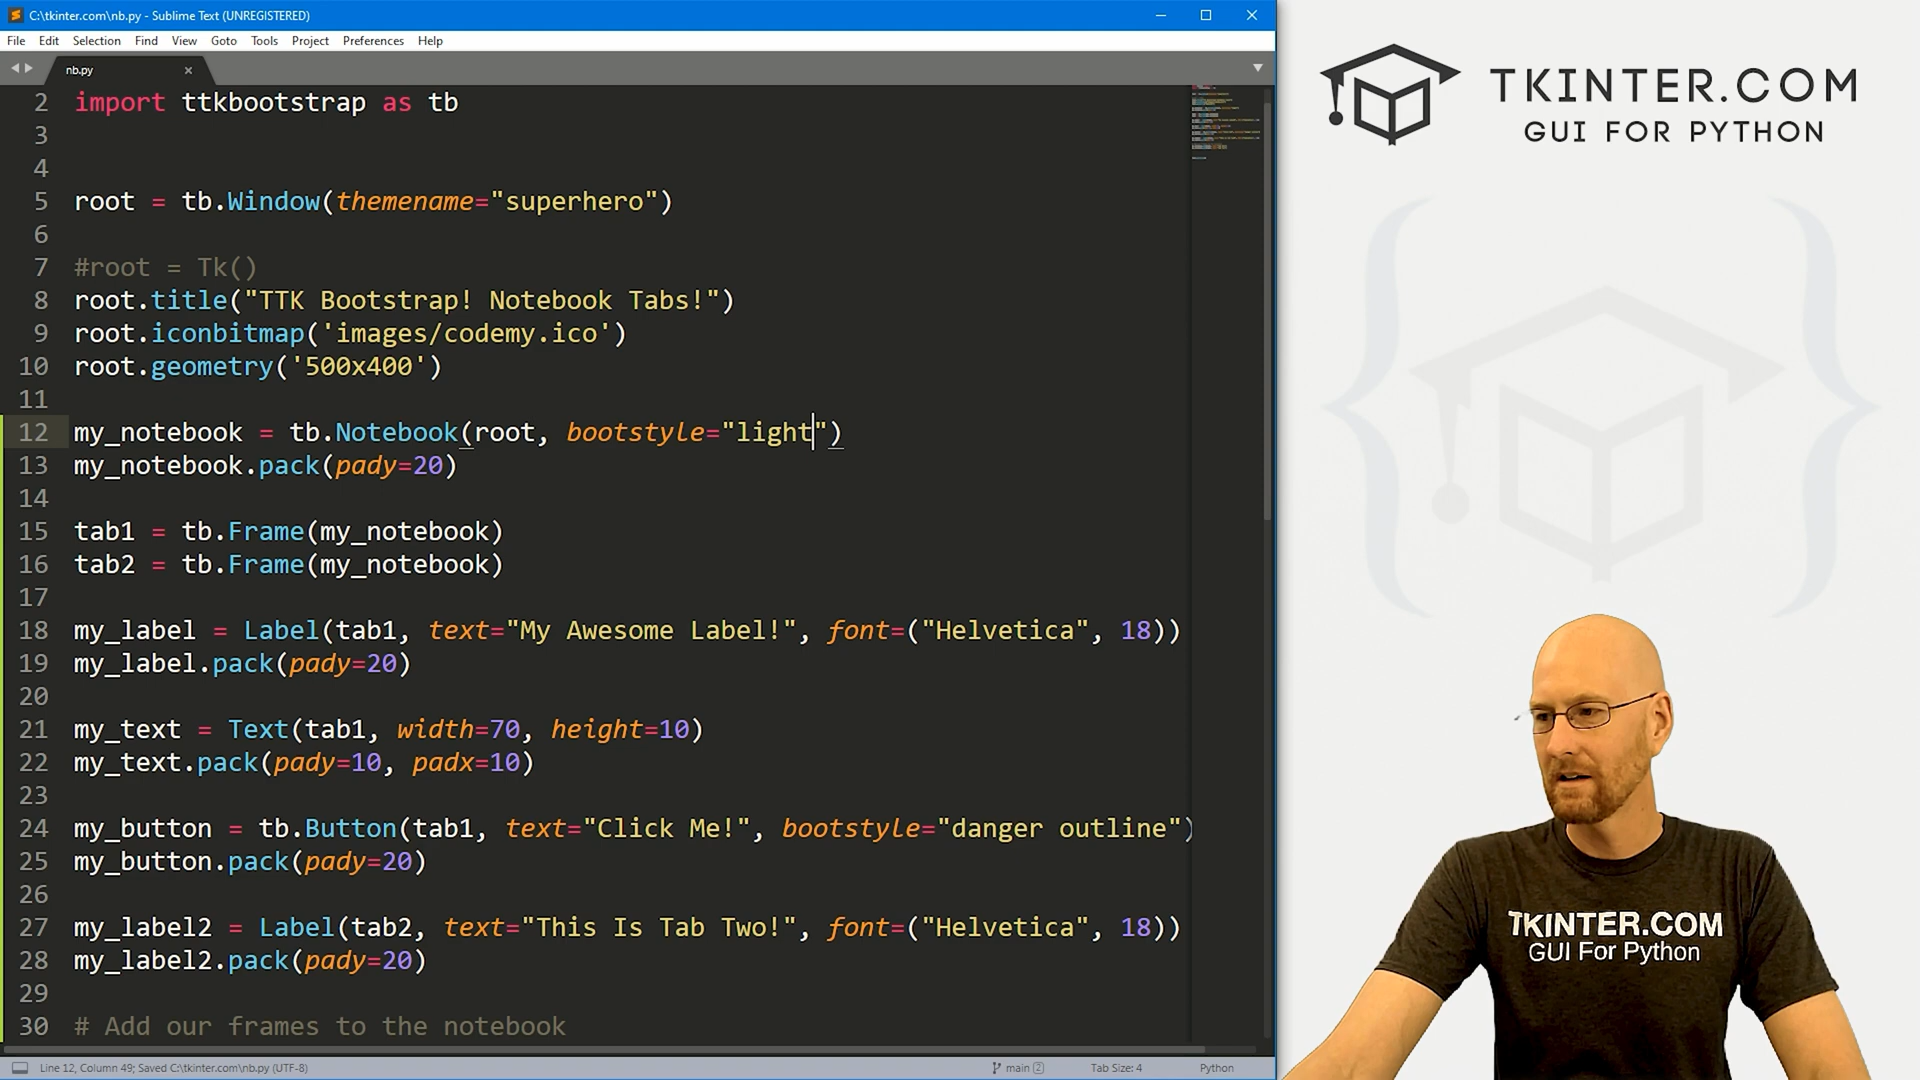 C:\tkinter.com\nb.py - Sublime Text (UNREGISTERED)
File Edit Selection Find View Goto Tools Project Preferences Help
nb.py
2 import ttkbootstrap as tb
3
4
5 root = tb.Window(themename="superhero")
6
7 #root = Tk()
8 root.title("TTK Bootstrap! Notebook Tabs!")
9 root.iconbitmap('images/codemy.ico')
10 root.geometry('500x400')
11
12 my_notebook = tb.Notebook(root, bootstyle="light")
13 my_notebook.pack(pady=20)
14
15 tab1 = tb.Frame(my_notebook)
16 tab2 = tb.Frame(my_notebook)
17
18 my_label = Label(tab1, text="My Awesome Label!", font=("Helvetica", 18))
19 my_label.pack(pady=20)
20
21 my_text = Text(tab1, width=70, height=10)
22 my_text.pack(pady=10, padx=10)
23
24 my_button = tb.Button(tab1, text="Click Me!", bootstyle="danger outline")
25 my_button.pack(pady=20)
26
27 my_label2 = Label(tab2, text="This Is Tab Two!", font=("Helvetica", 18))
28 my_label2.pack(pady=20)
29
30 # Add our frames to the notebook
Line 12, Column 49; Saved C:\tkinter.com\nb.py (UTF-8) main 2 Tab Size: 4 Python
TKINTER.COM
GUI FOR PYTHON
TKINTER.COM
GUI For Python